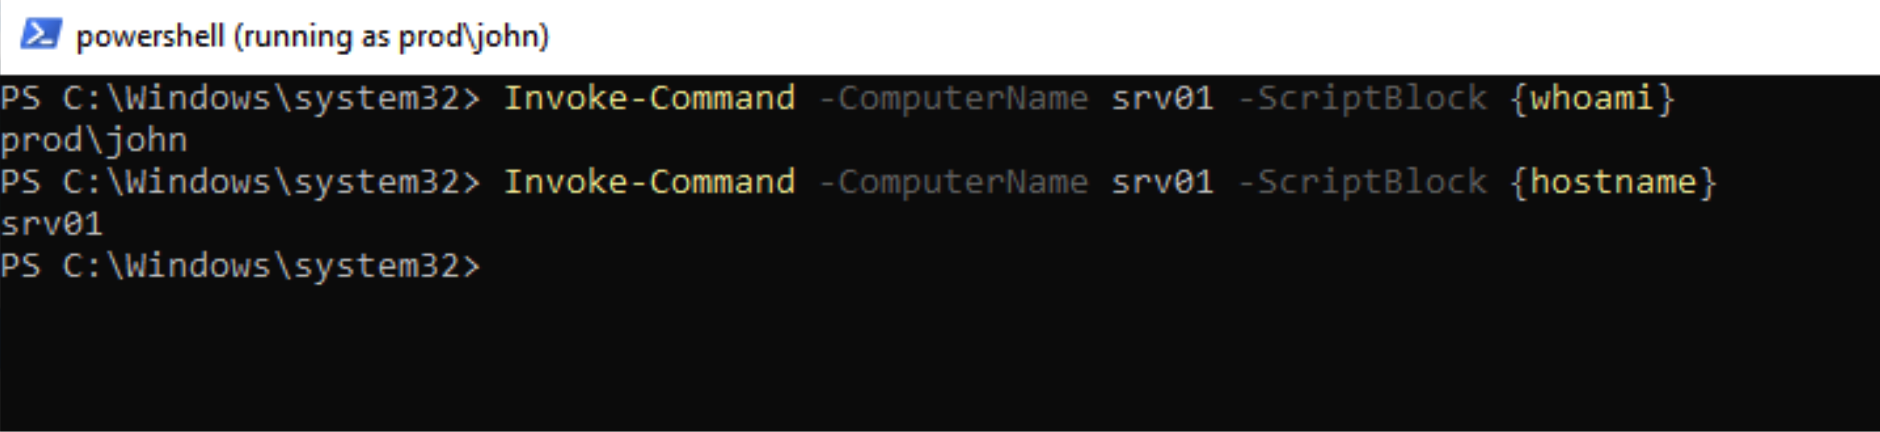 powershell (running as prod\john)
PS C:\Windows\system32> Invoke-Command -ComputerName srv01 -ScriptBlock {whoami}
prod\john
PS C:\Windows\system32> Invoke-Command -ComputerName srv01 -ScriptBlock {hostname}
srv01
PS C:\Windows\system32>